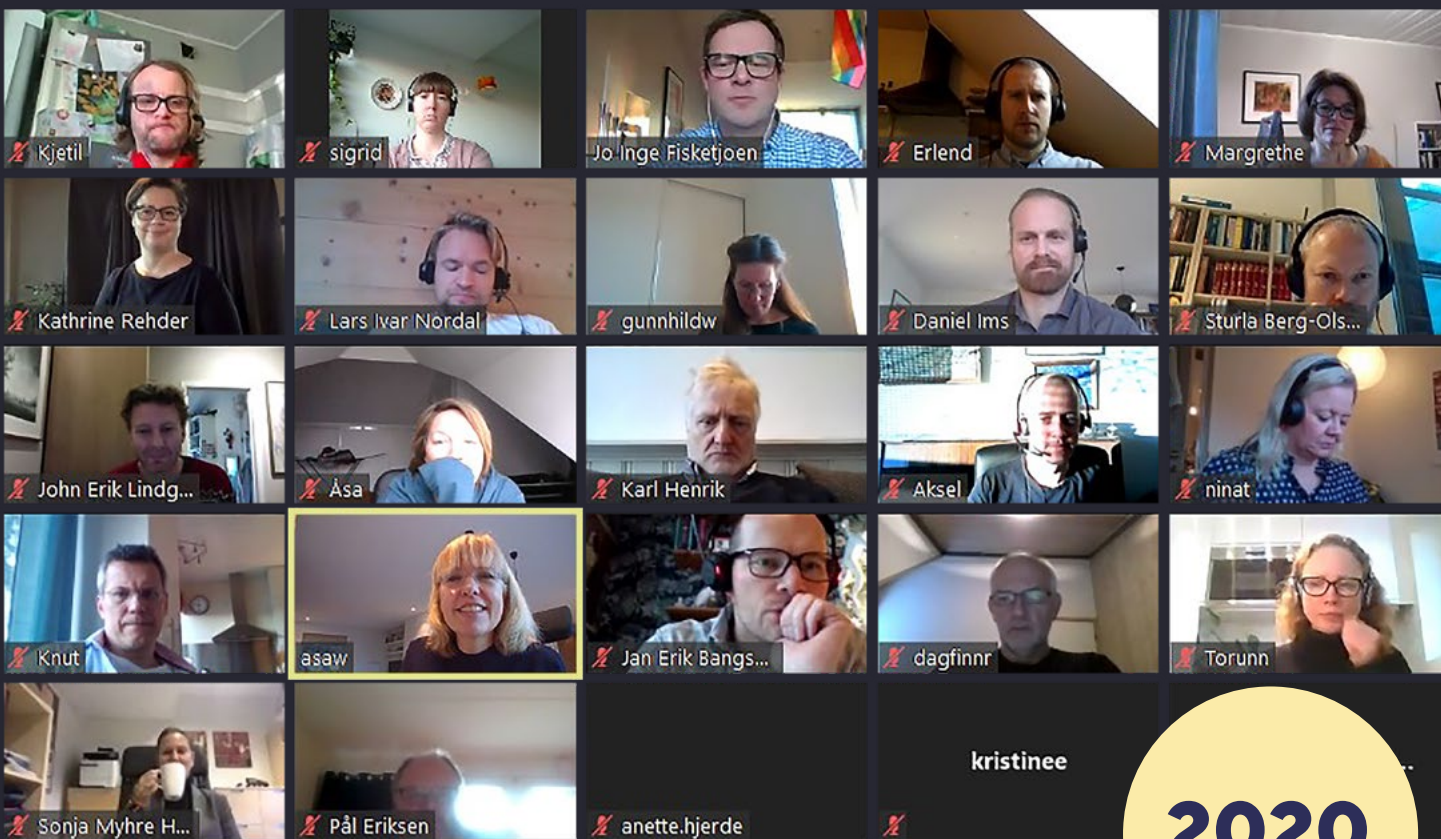 Kjetil
sigrid
Jo Inge Fisketjoen
Erlend
Margrethe
Kathrine Rehder
Lars Ivar Nordal
gunnhildw
Daniel Ims
Sturla Berg-Ols...
John Erik Lindg...
Åsa
Karl Henrik
Aksel
ninat
Knut
asaw
Jan Erik Bangs...
dagfinnr
Torunn
Sonja Myhre H...
Pål Eriksen
anette.hjerde
kristinee
2020